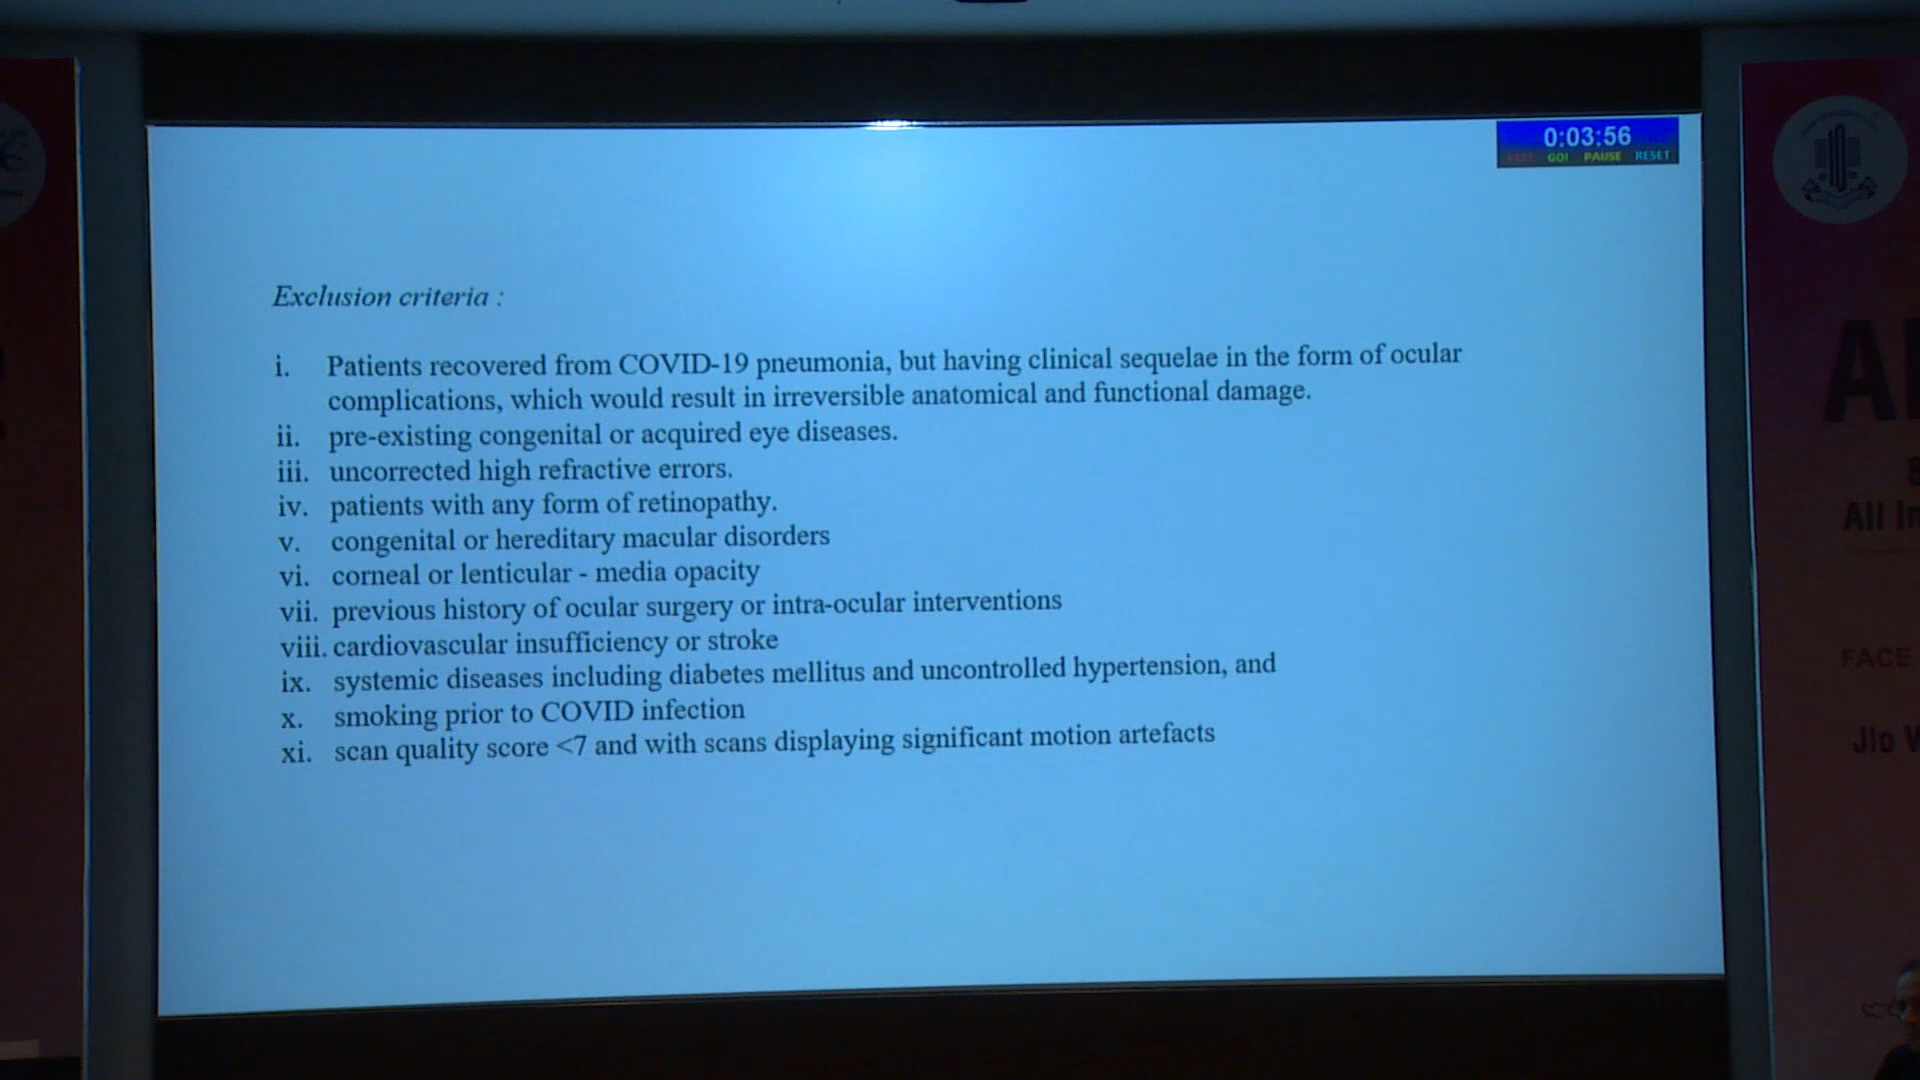 0:03:56
GO! PAUSE RESET
Exclusion criteria :
i. Patients recovered from COVID-19 pneumonia, but having clinical sequelae in the form of ocular
complications, which would result in irreversible anatomical and functional damage.
ii. pre-existing congenital or acquired eye diseases.
iii. uncorrected high refractive errors.
iv. patients with any form of retinopathy.
v. congenital or hereditary macular disorders
vi. corneal or lenticular - media opacity
vii. previous history of ocular surgery or intra-ocular interventions
viii. cardiovascular insufficiency or stroke
ix. systemic diseases including diabetes mellitus and uncontrolled hypertension, and
x. smoking prior to COVID infection
xi. scan quality score <7 and with scans displaying significant motion artefacts
All
FACE